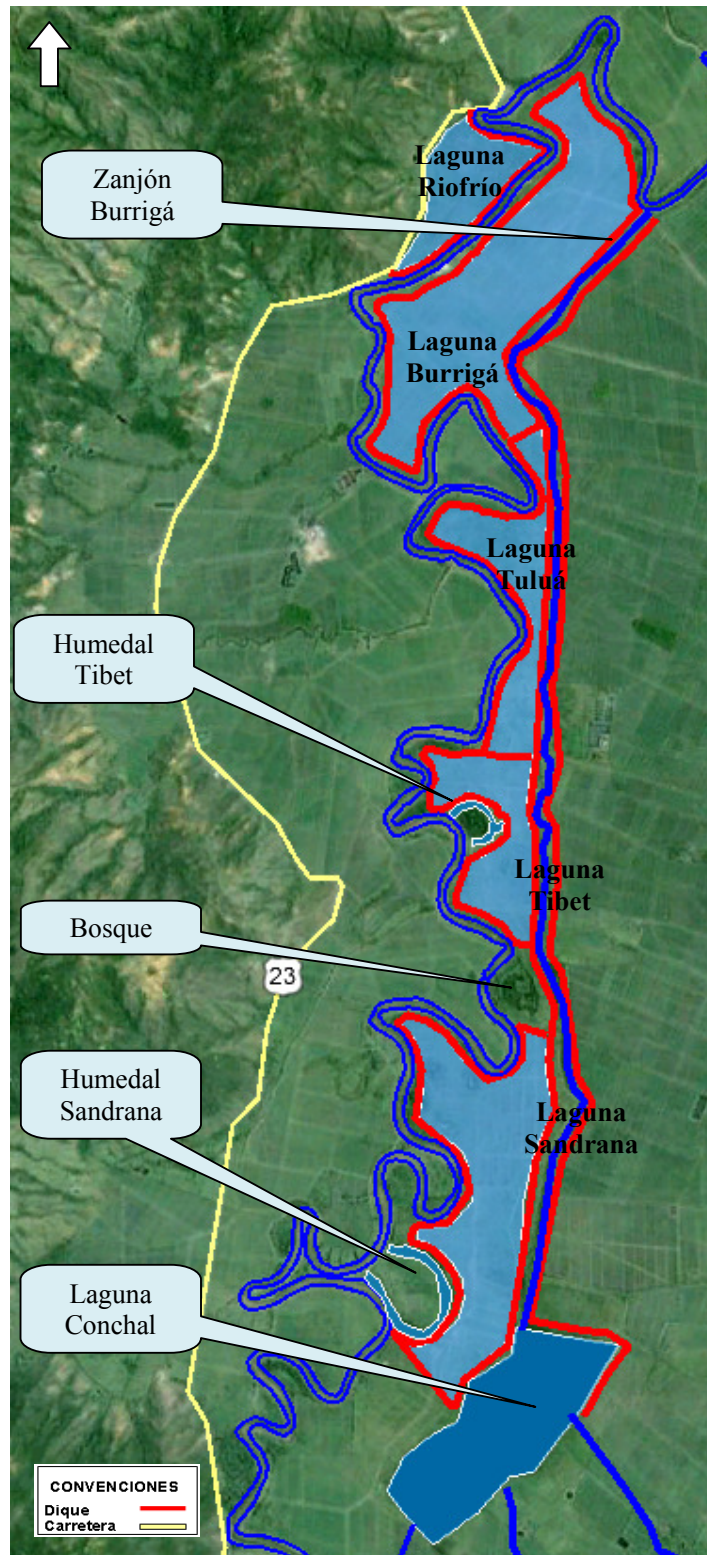 Laguna
Riofrío
Zanjón
Burrigá
Laguna
Burrigá
Laguna
Tuluá
Humedal
Tibet
Laguna
Tibet
Bosque
23
Humedal
Sandrana
Laguna
Sandrana
Laguna
Conchal
CONVENCIONES
Dique
Carretera